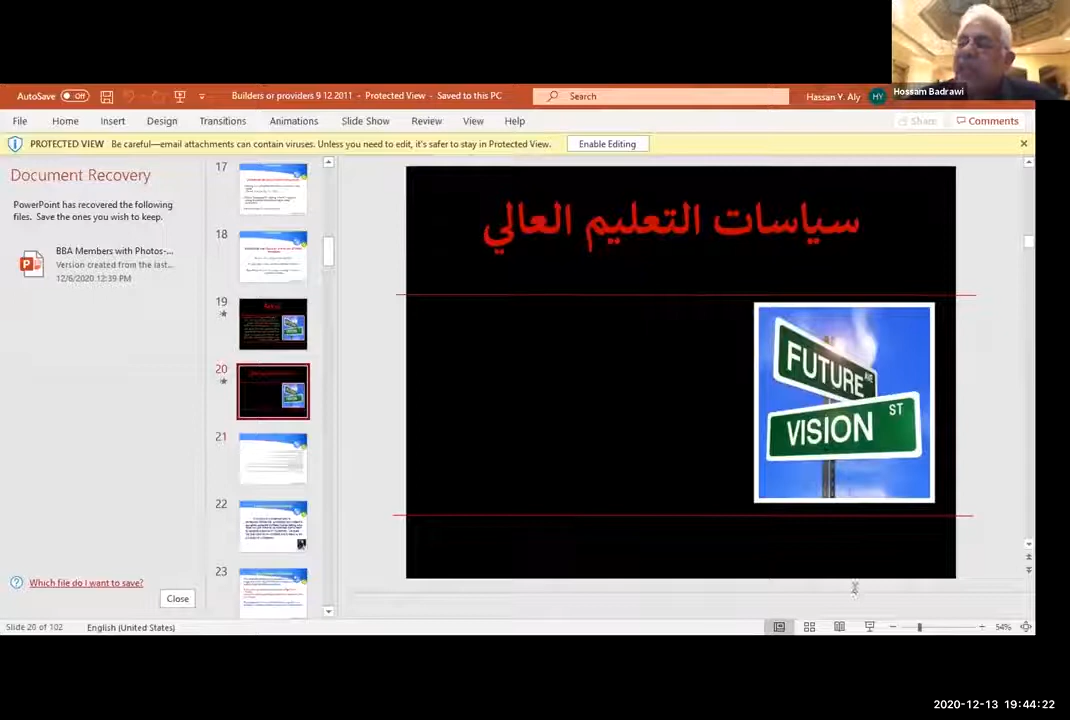 Hossam Badrawi
AutoSave Off
Builders or providers 9 12 2011 - Protected View - Saved to this PC
Search
Hassan Y. Aly HY
File Home Insert Design Transitions Animations Slide Show Review View Help
Share Comments
PROTECTED VIEW Be careful—email attachments can contain viruses. Unless you need to edit, it's safer to stay in Protected View. Enable Editing
Document Recovery
PowerPoint has recovered the following
files. Save the ones you wish to keep.
BBA Members with Photos-...
Version created from the last...
12/6/2020 12:39 PM
Which file do I want to save?
Close
17
18
19
20
21
22
23
سياسات التعليم العالي
FUTURE AVE
VISION ST
Slide 20 of 102 English (United States)
54%
2020-12-13 19:44:22